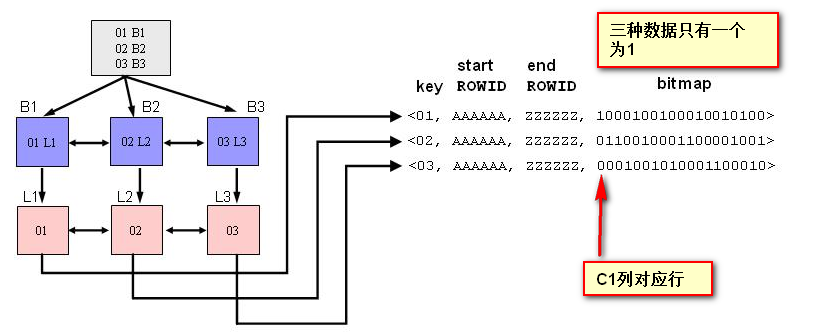 01 B1
02 B2
03 B3
B1
B2
B3
01 L1
02 L2
03 L3
L1
L2
L3
01
02
03
三种数据只有一个
为1
start end
key ROWID ROWID bitmap
<01, AAAAAA, ZZZZZZ, 1000100100010010100>
<02, AAAAAA, ZZZZZZ, 0110010001100001001>
<03, AAAAAA, ZZZZZZ, 0001001010001100010>
C1列对应行